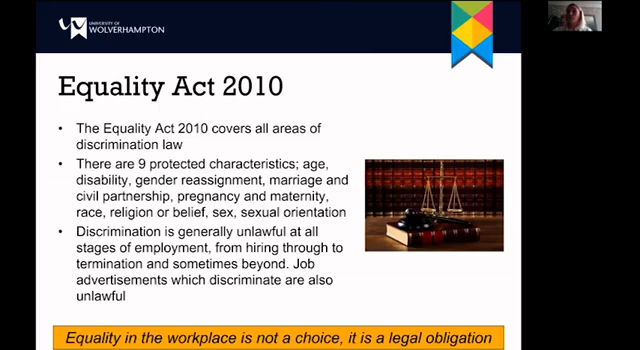 UNIVERSITY OF
WOLVERHAMPTON
Equality Act 2010
• The Equality Act 2010 covers all areas of
discrimination law
• There are 9 protected characteristics; age,
disability, gender reassignment, marriage and
civil partnership, pregnancy and maternity,
race, religion or belief, sex, sexual orientation
• Discrimination is generally unlawful at all
stages of employment, from hiring through to
termination and sometimes beyond. Job
advertisements which discriminate are also
unlawful
Equality in the workplace is not a choice, it is a legal obligation